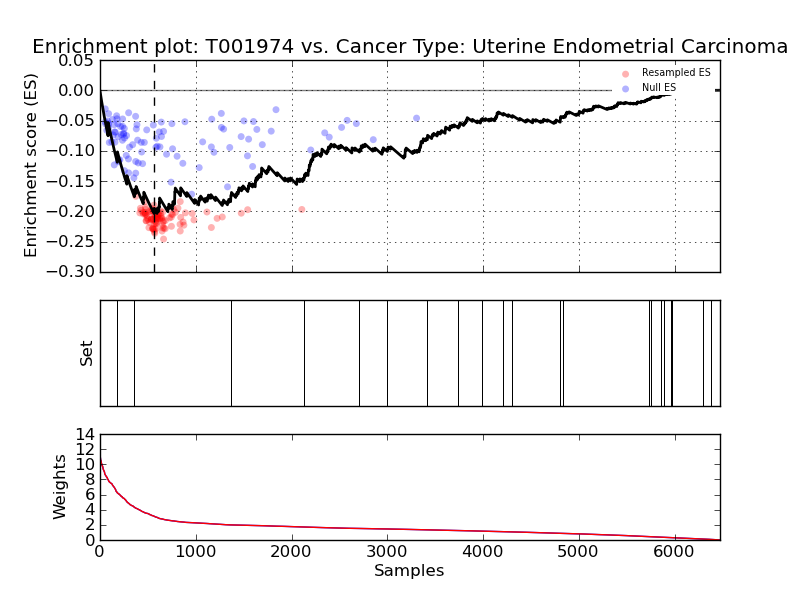 Enrichment plot: T001974 vs. Cancer Type: Uterine Endometrial Carcinoma
Enrichment score (ES)
0.05
0.00
−0.05
−0.10
−0.15
−0.20
−0.25
−0.30
Resampled ES
Null ES
Set
Weights
14
12
10
8
6
4
2
0
0 1000 2000 3000 4000 5000 6000
Samples